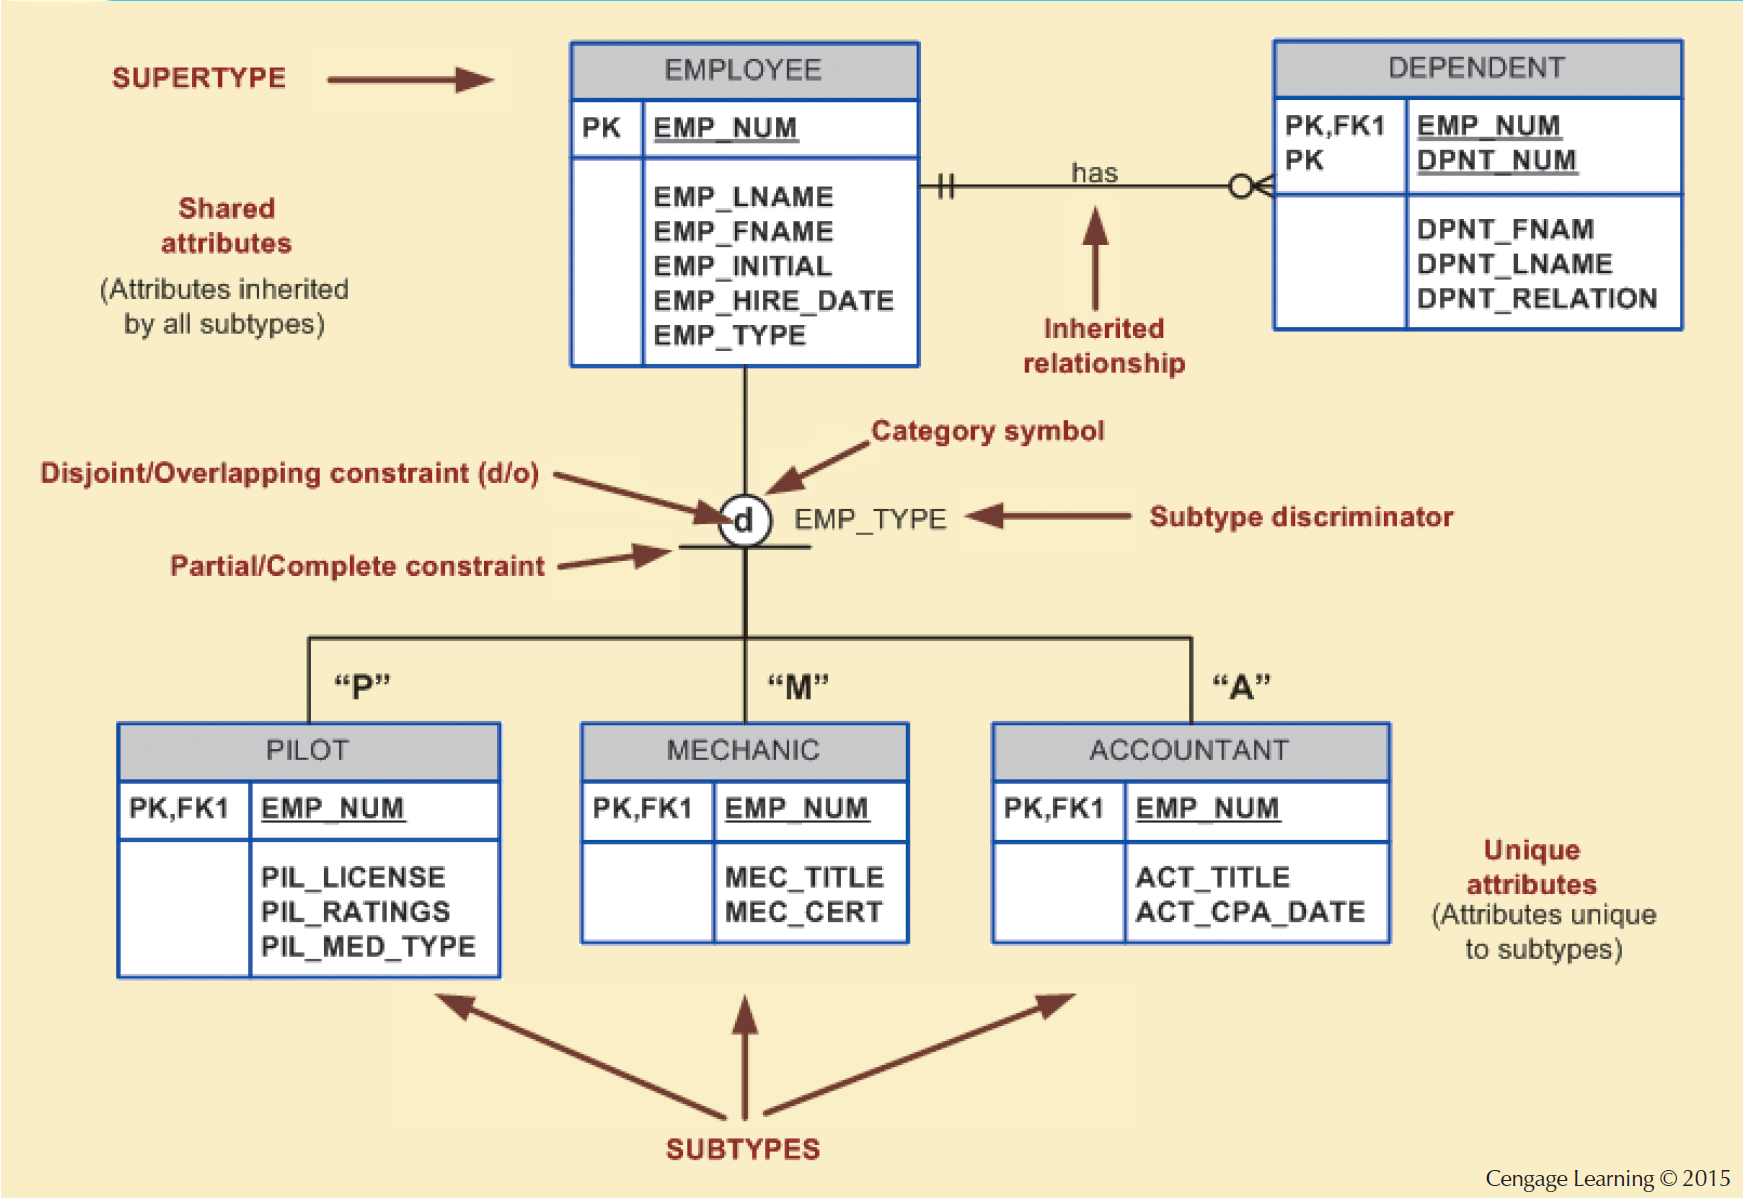 SUPERTYPE
EMPLOYEE
PK EMP_NUM
EMP_LNAME
EMP_FNAME
EMP_INITIAL
EMP_HIRE_DATE
EMP_TYPE
has
DEPENDENT
PK,FK1 EMP_NUM
PK DPNT_NUM
DPNT_FNAM
DPNT_LNAME
DPNT_RELATION
Shared
attributes
(Attributes inherited
by all subtypes)
Inherited
relationship
Category symbol
Disjoint/Overlapping constraint (d/o)
d
EMP_TYPE
Subtype discriminator
Partial/Complete constraint
“P”
“M”
“A”
PILOT
PK,FK1 EMP_NUM
PIL_LICENSE
PIL_RATINGS
PIL_MED_TYPE
MECHANIC
PK,FK1 EMP_NUM
MEC_TITLE
MEC_CERT
ACCOUNTANT
PK,FK1 EMP_NUM
ACT_TITLE
ACT_CPA_DATE
Unique
attributes
(Attributes unique
to subtypes)
SUBTYPES
Cengage Learning © 2015